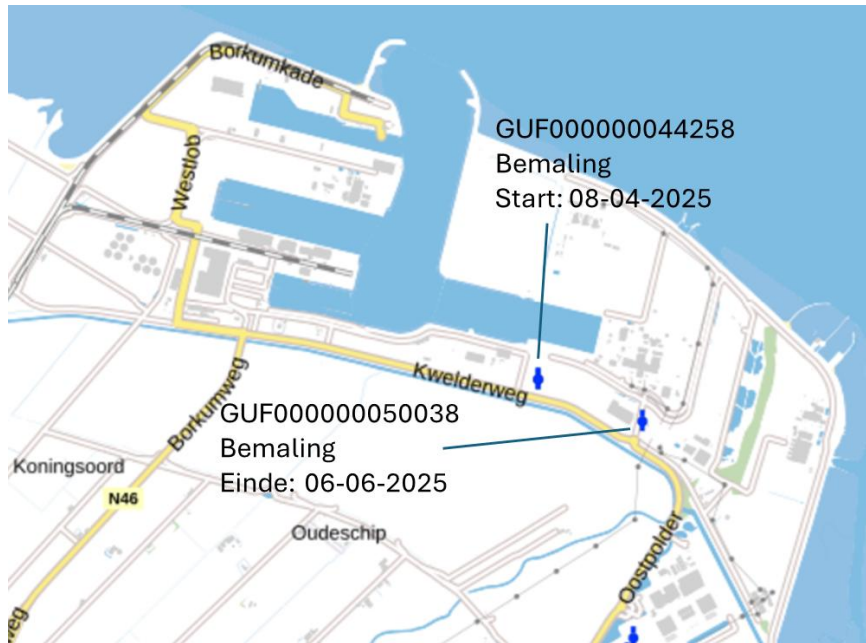 Borkumkade
GUF000000044258
Bemaling
Start: 08-04-2025
Westlob
Kwelderweg
Borkumweg
GUF000000050038
Bemaling
Einde: 06-06-2025
Koningsoord
N46
Oudeschip
Oostpolder
weg